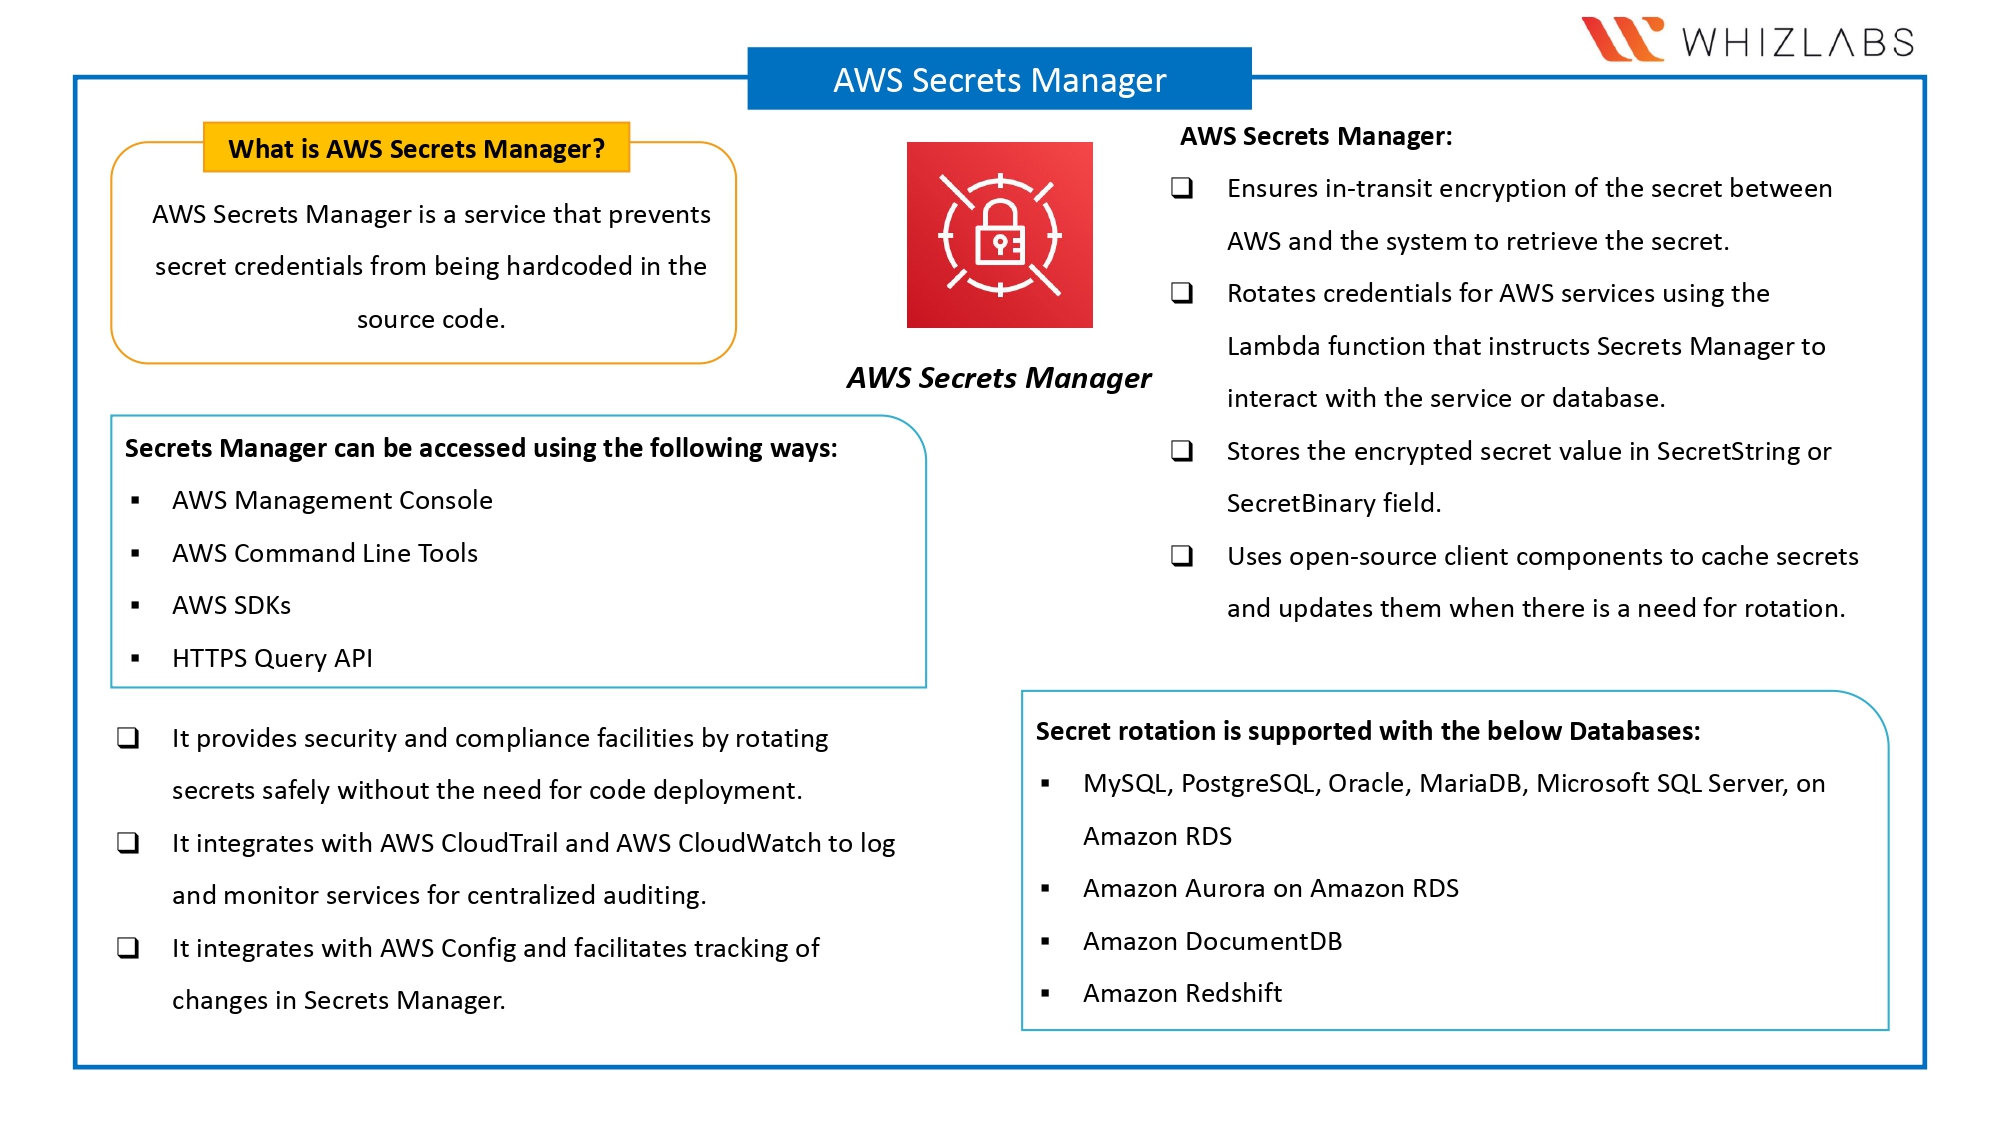 WHIZLABS
AWS Secrets Manager
What is AWS Secrets Manager?
AWS Secrets Manager is a service that prevents
secret credentials from being hardcoded in the
source code.
AWS Secrets Manager
Secrets Manager can be accessed using the following ways:
▪ AWS Management Console
▪ AWS Command Line Tools
▪ AWS SDKs
▪ HTTPS Query API
❑ It provides security and compliance facilities by rotating
secrets safely without the need for code deployment.
❑ It integrates with AWS CloudTrail and AWS CloudWatch to log
and monitor services for centralized auditing.
❑ It integrates with AWS Config and facilitates tracking of
changes in Secrets Manager.
AWS Secrets Manager:
❑ Ensures in-transit encryption of the secret between
AWS and the system to retrieve the secret.
❑ Rotates credentials for AWS services using the
Lambda function that instructs Secrets Manager to
interact with the service or database.
❑ Stores the encrypted secret value in SecretString or
SecretBinary field.
❑ Uses open-source client components to cache secrets
and updates them when there is a need for rotation.
Secret rotation is supported with the below Databases:
▪ MySQL, PostgreSQL, Oracle, MariaDB, Microsoft SQL Server, on
Amazon RDS
▪ Amazon Aurora on Amazon RDS
▪ Amazon DocumentDB
▪ Amazon Redshift